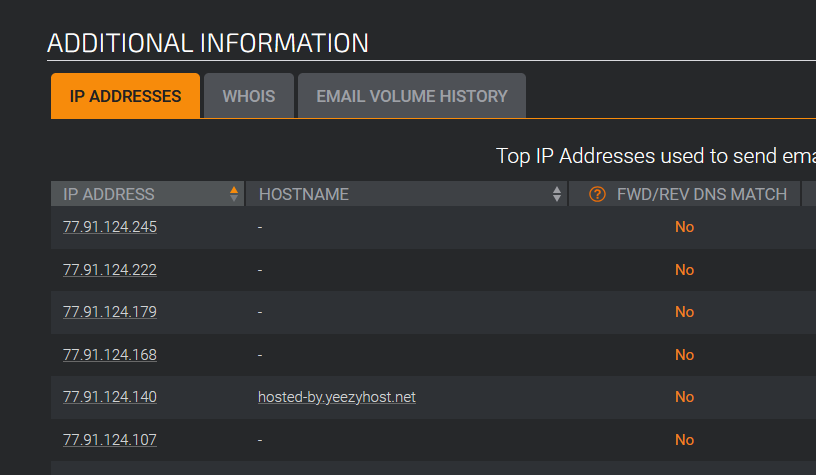 ADDITIONAL INFORMATION
IP ADDRESSES WHOIS EMAIL VOLUME HISTORY
Top IP Addresses used to send
IP ADDRESS HOSTNAME ? FWD/REV DNS MATCH
77.91.124.245 - No
77.91.124.222 - No
77.91.124.179 - No
77.91.124.168 - No
77.91.124.140 hosted-by.yeezyhost.net No
77.91.124.107 - No